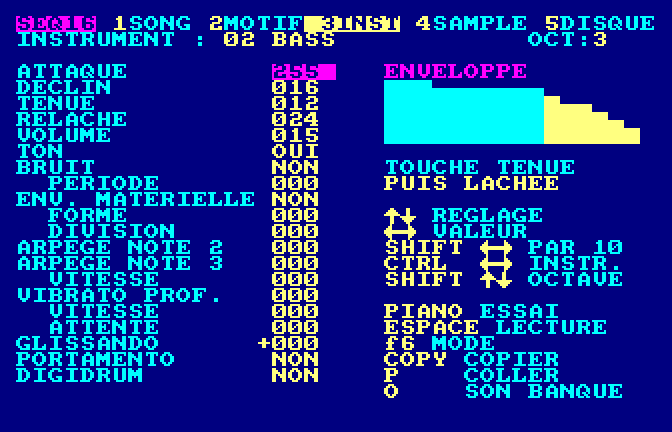 SEQ16 1SONG 2MOTIF 3INST 4SAMPLE 5DISQUE
INSTRUMENT : 02 BASS OCT:3
ATTAQUE 255 ENVELOPPE
DECLIN 016
TENUE 012
RELACHE 024
VOLUME 015
TON OUI
BRUIT NON TOUCHE TENUE
PERIODE 000 PUIS LACHEE
ENV. MATERIELLE NON
FORME 000 ↑↓ REGLAGE
DIVISION 000 ↔ VALEUR
ARPEGE NOTE 2 000 SHIFT ↔ PAR 10
ARPEGE NOTE 3 000 CTRL ↔ INSTR.
VITESSE 000 SHIFT ↑↓ OCTAVE
VIBRATO PROF. 000
VITESSE 000 PIANO ESSAI
ATTENTE 000 ESPACE LECTURE
GLISSANDO +000 f6 MODE
PORTAMENTO NON COPY COPIER
DIGIDRUM NON P COLLER
O SON BANQUE